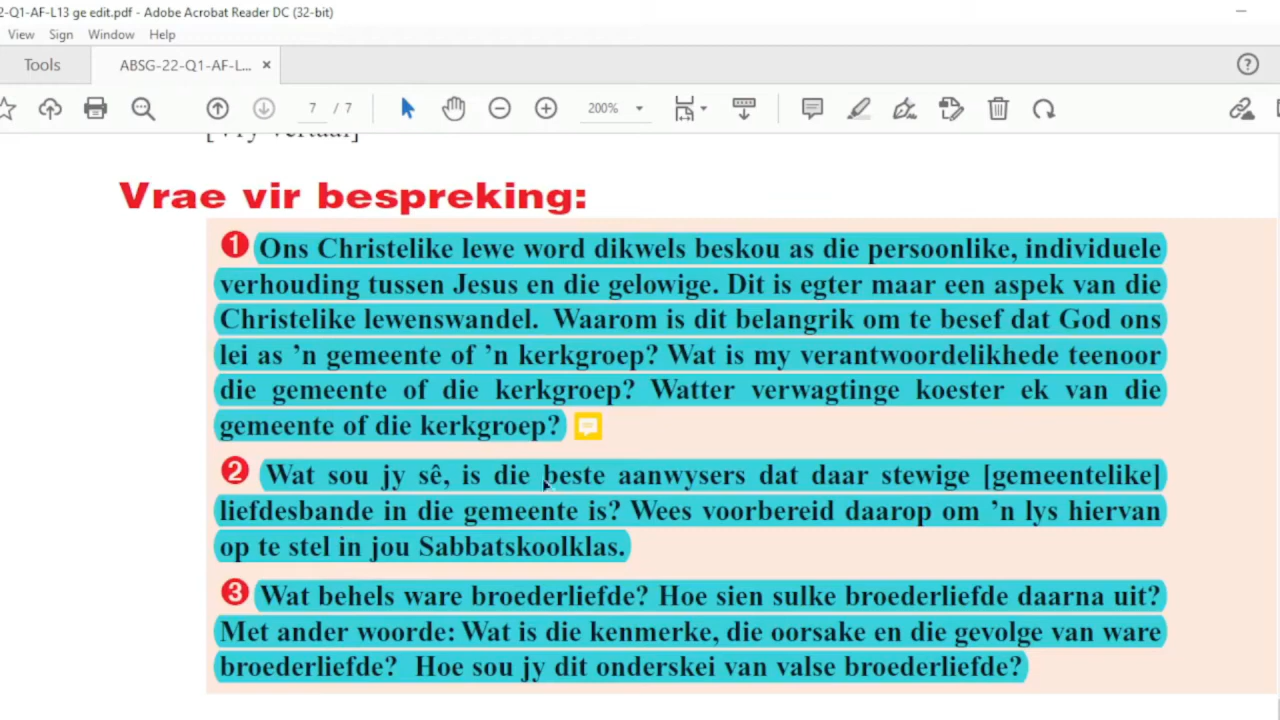 2-Q1-AF-L13 ge edit.pdf - Adobe Acrobat Reader DC (32-bit)
View Sign Window Help
Tools ABSG-22-Q1-AF-L... ×
7 / 7 200%
[Vry vertaal]
Vrae vir bespreking:
1 Ons Christelike lewe word dikwels beskou as die persoonlike, individuele
verhouding tussen Jesus en die gelowige. Dit is egter maar een aspek van die
Christelike lewenswandel. Waarom is dit belangrik om te besef dat God ons
lei as ’n gemeente of ’n kerkgroep? Wat is my verantwoordelikhede teenoor
die gemeente of die kerkgroep? Watter verwagtinge koester ek van die
gemeente of die kerkgroep?
2 Wat sou jy sê, is die beste aanwysers dat daar stewige [gemeentelike]
liefdesbande in die gemeente is? Wees voorbereid daarop om ’n lys hiervan
op te stel in jou Sabbatskoolklas.
3 Wat behels ware broederliefde? Hoe sien sulke broederliefde daarna uit?
Met ander woorde: Wat is die kenmerke, die oorsake en die gevolge van ware
broederliefde? Hoe sou jy dit onderskei van valse broederliefde?